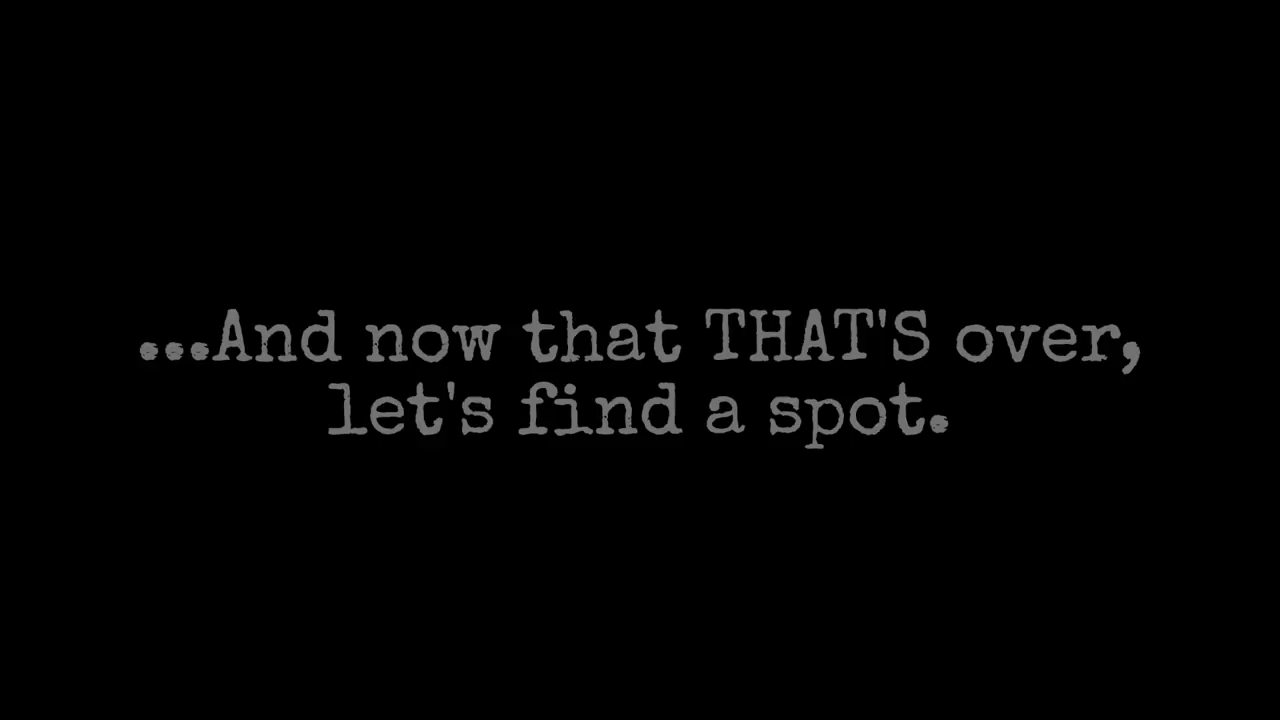 ...And now that THAT'S over,
let's find a spot.